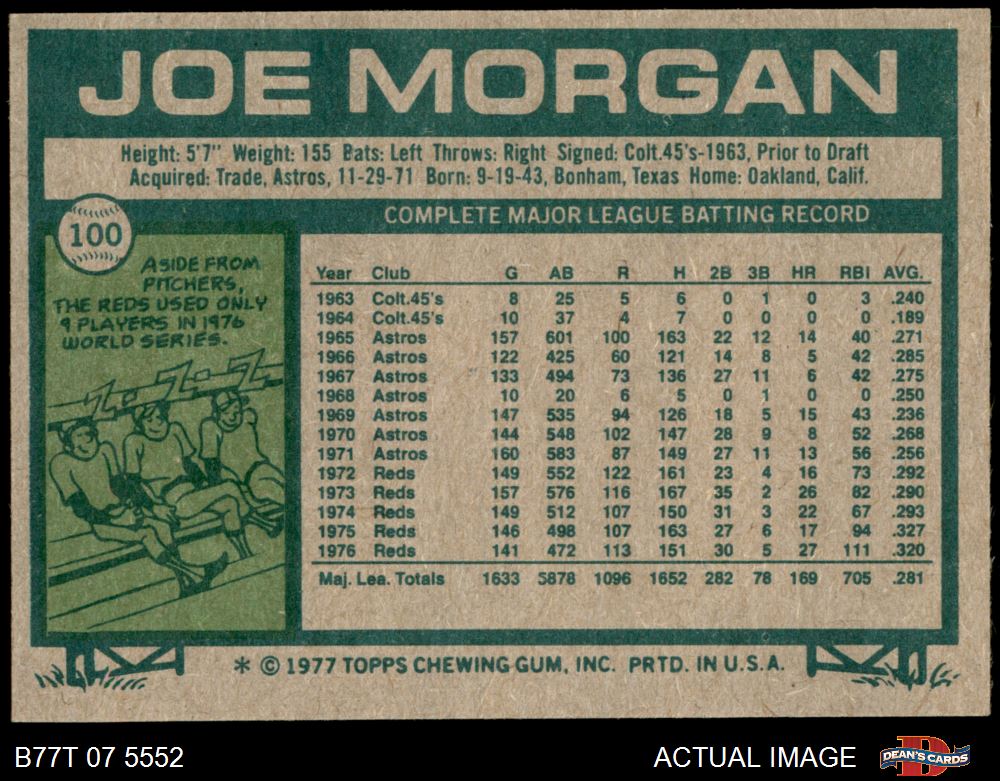 JOE MORGAN
Height: 5'7" Weight: 155 Bats: Left Throws: Right Signed: Colt.45's-1963, Prior to Draft
Acquired: Trade, Astros, 11-29-71 Born: 9-19-43, Bonham, Texas Home: Oakland, Calif.
100
ASIDE FROM
PITCHERS,
THE REDS USED ONLY
9 PLAYERS IN 1976
WORLD SERIES.
Z-Z-Z
COMPLETE MAJOR LEAGUE BATTING RECORD
Year Club G AB R H 2B 3B HR RBI AVG.
1963 Colt.45's 8 25 5 6 0 1 0 3 .240
1964 Colt.45's 10 37 4 7 0 0 0 0 .189
1965 Astros 157 601 100 163 22 12 14 40 .271
1966 Astros 122 425 60 121 14 8 5 42 .285
1967 Astros 133 494 73 136 27 11 6 42 .275
1968 Astros 10 20 6 5 0 1 0 0 .250
1969 Astros 147 535 94 126 18 5 15 43 .236
1970 Astros 144 548 102 147 28 9 8 52 .268
1971 Astros 160 583 87 149 27 11 13 56 .256
1972 Reds 149 552 122 161 23 4 16 73 .292
1973 Reds 157 576 116 167 35 2 26 82 .290
1974 Reds 149 512 107 150 31 3 22 67 .293
1975 Reds 146 498 107 163 27 6 17 94 .327
1976 Reds 141 472 113 151 30 5 27 111 .320
Maj. Lea. Totals 1633 5878 1096 1652 282 78 169 705 .281
* © 1977 TOPPS CHEWING GUM, INC. PRTD. IN U.S.A.
B77T 07 5552
ACTUAL IMAGE
D
DEAN'S CARDS